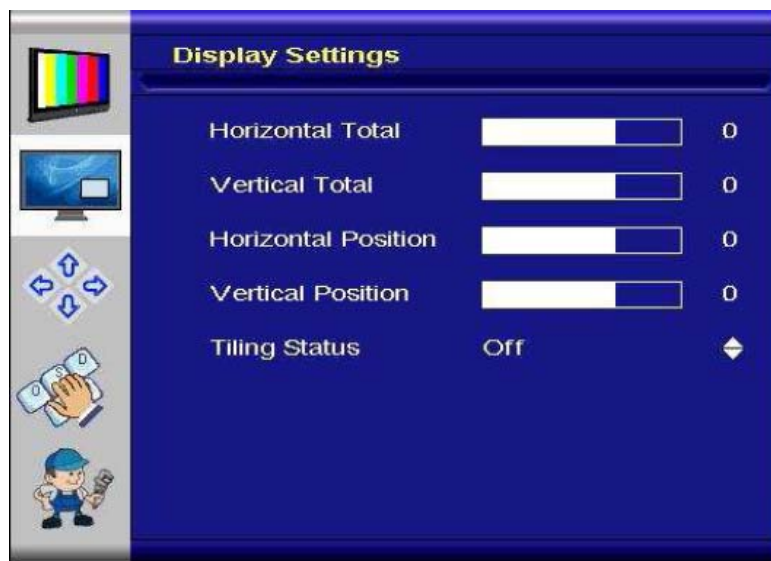 Display Settings
Horizontal Total 0
Vertical Total 0
Horizontal Position 0
Vertical Position 0
Tiling Status Off
O S D